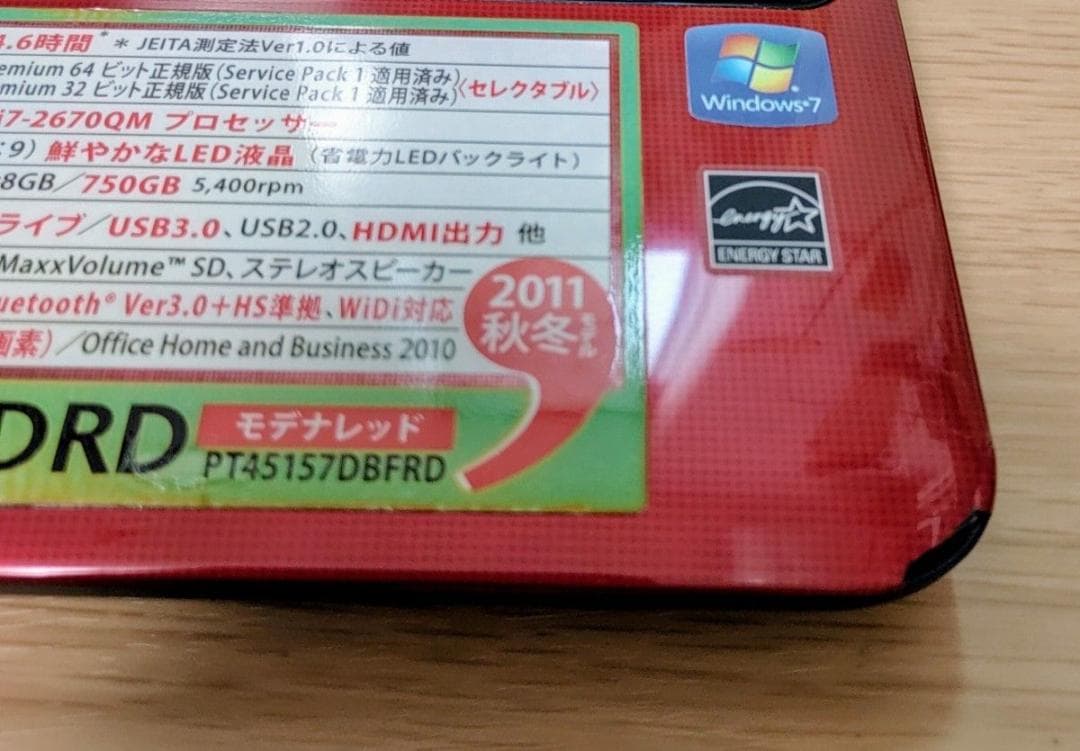 4.6時間* * JEITA測定法Ver1.0による値
emium 64 ビット正規版(Service Pack 1 適用済み)
mium 32 ビット正規版(Service Pack 1 適用済み)
〈セレクタブル〉
i7-2670QM プロセッサー
:9) 鮮やかなLED液晶 (省電力LEDバックライト)
8GB/750GB 5,400rpm
ライブ/USB3.0、USB2.0、HDMI出力 他
MaxxVolume™ SD、ステレオスピーカー
uetooth® Ver3.0+HS準拠、WiDi対応
画素)/Office Home and Business 2010
2011
秋冬モデル
DRD
モデナレッド
PT45157DBFRD
Windows 7
energy
ENERGY STAR